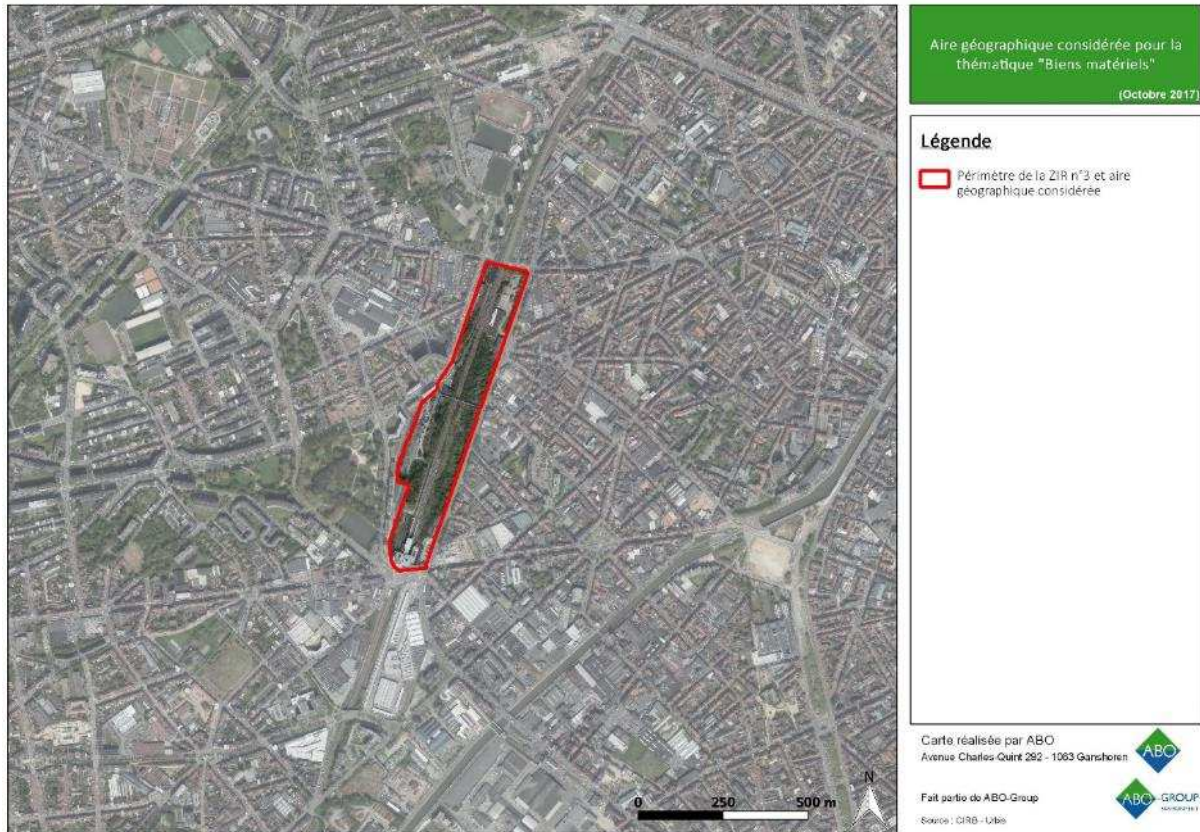 Aire géographique considérée pour la
thématique "Biens matériels"
(Octobre 2017)
Légende
Périmètre de la ZIR n°3 et aire
géographique considérée
N
0 250 500 m
Carte réalisée par ABO
Avenue Charles-Quint 292 - 1083 Ganshoren
ABO
Fait partie de ABO-Group
ABO-GROUP
Source : CIRB - Urbis